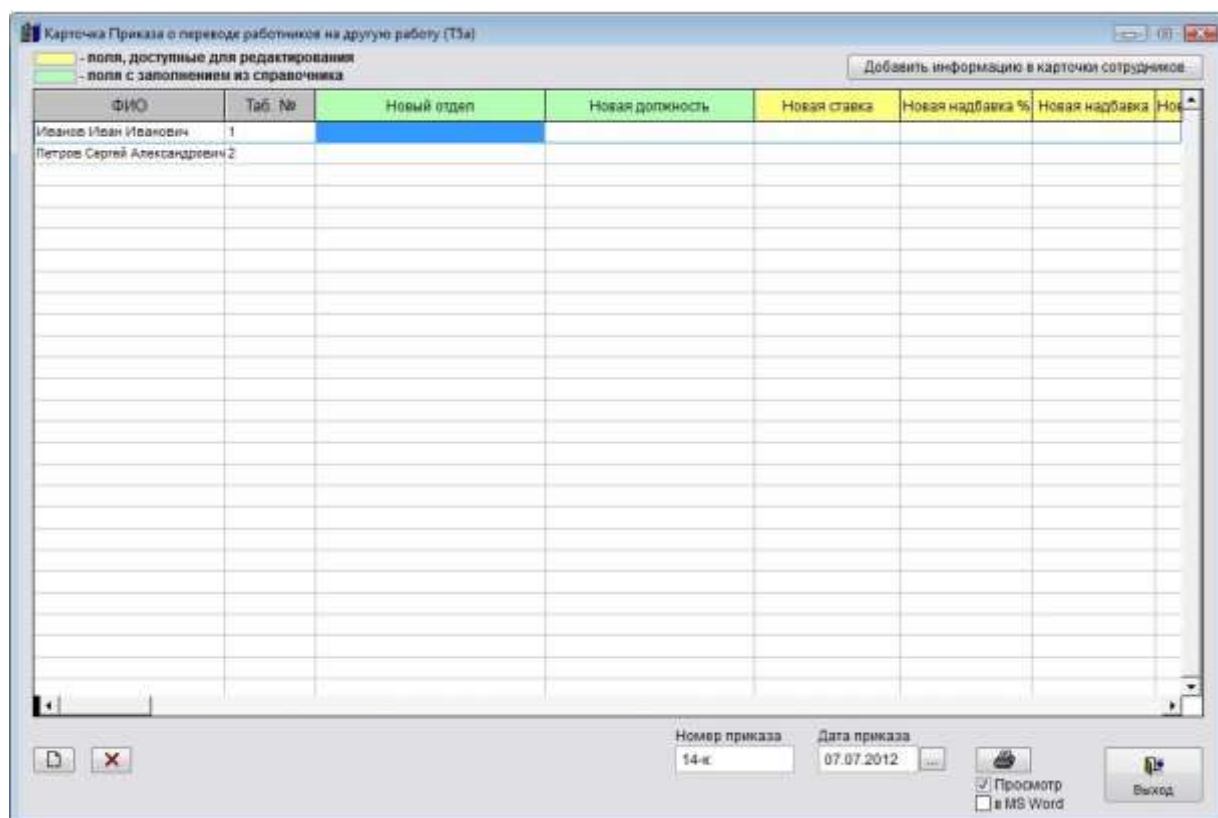 Карточка Приказа о переводе работников на другую работу (Т5а)
- поля, доступные для редактирования
- поля с заполнением из справочника
Добавить информацию в карточки сотрудников
ФИО Таб. № Новый отдел Новая должность Новая ставка Новая надбавка % Новая надбавка Нов
Иванов Иван Иванович 1
Петров Сергей Александрович 2
Номер приказа Дата приказа
14-к 07.07.2012 ...
Просмотр
в MS Word
Выход